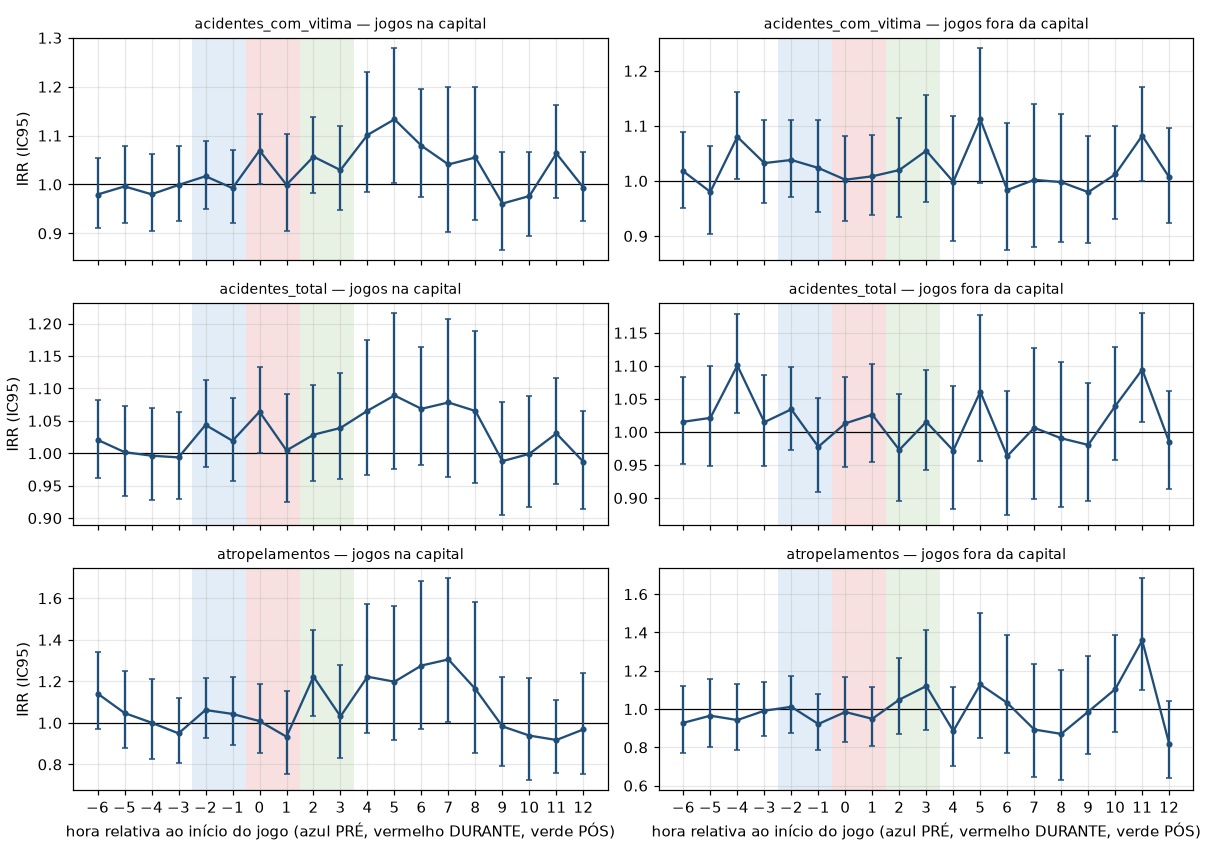 acidentes_com_vitima — jogos na capital
acidentes_com_vitima — jogos fora da capital
1.3
1.2
1.1
1.0
0.9
IRR (IC95)
1.2
1.1
1.0
0.9
acidentes_total — jogos na capital
acidentes_total — jogos fora da capital
1.20
1.15
1.10
1.05
1.00
0.95
0.90
IRR (IC95)
1.15
1.10
1.05
1.00
0.95
0.90
atropelamentos — jogos na capital
atropelamentos — jogos fora da capital
1.6
1.4
1.2
1.0
0.8
IRR (IC95)
1.6
1.4
1.2
1.0
0.8
0.6
−6 −5 −4 −3 −2 −1 0 1 2 3 4 5 6 7 8 9 10 11 12
−6 −5 −4 −3 −2 −1 0 1 2 3 4 5 6 7 8 9 10 11 12
hora relativa ao início do jogo (azul PRÉ, vermelho DURANTE, verde PÓS)
hora relativa ao início do jogo (azul PRÉ, vermelho DURANTE, verde PÓS)